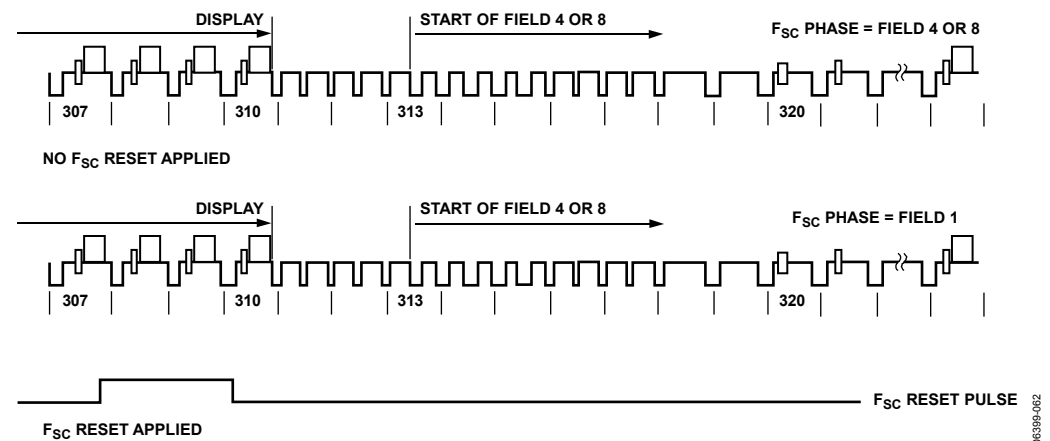 DISPLAY
START OF FIELD 4 OR 8
FSC PHASE = FIELD 4 OR 8
307
310
313
320
NO FSC RESET APPLIED
DISPLAY
START OF FIELD 4 OR 8
FSC PHASE = FIELD 1
307
310
313
320
FSC RESET PULSE
FSC RESET APPLIED
06399-062